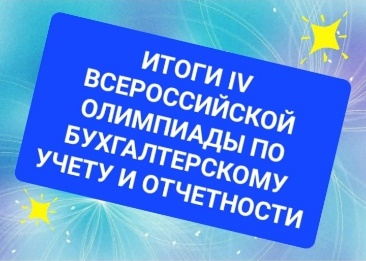 ИТОГИ IV
ВСЕРОССИЙСКОЙ
ОЛИМПИАДЫ ПО
БУХГАЛТЕРСКОМУ
УЧЕТУ И ОТЧЕТНОСТИ